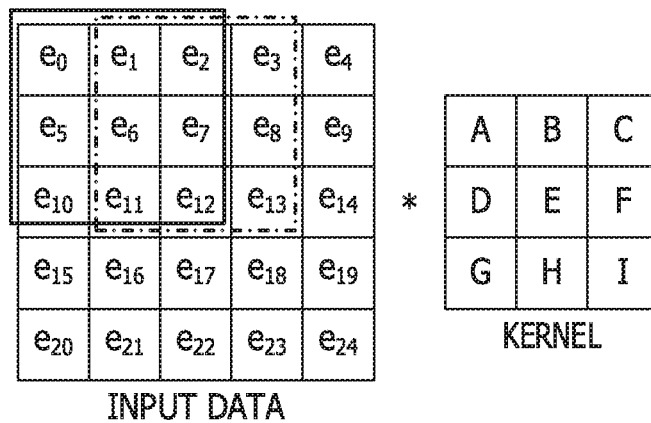 e₀ e₁ e₂ e₃ e₄
e₅ e₆ e₇ e₈ e₉
A B C
e₁₀ e₁₁ e₁₂ e₁₃ e₁₄
*
D E F
e₁₅ e₁₆ e₁₇ e₁₈ e₁₉
G H I
e₂₀ e₂₁ e₂₂ e₂₃ e₂₄
KERNEL
INPUT DATA